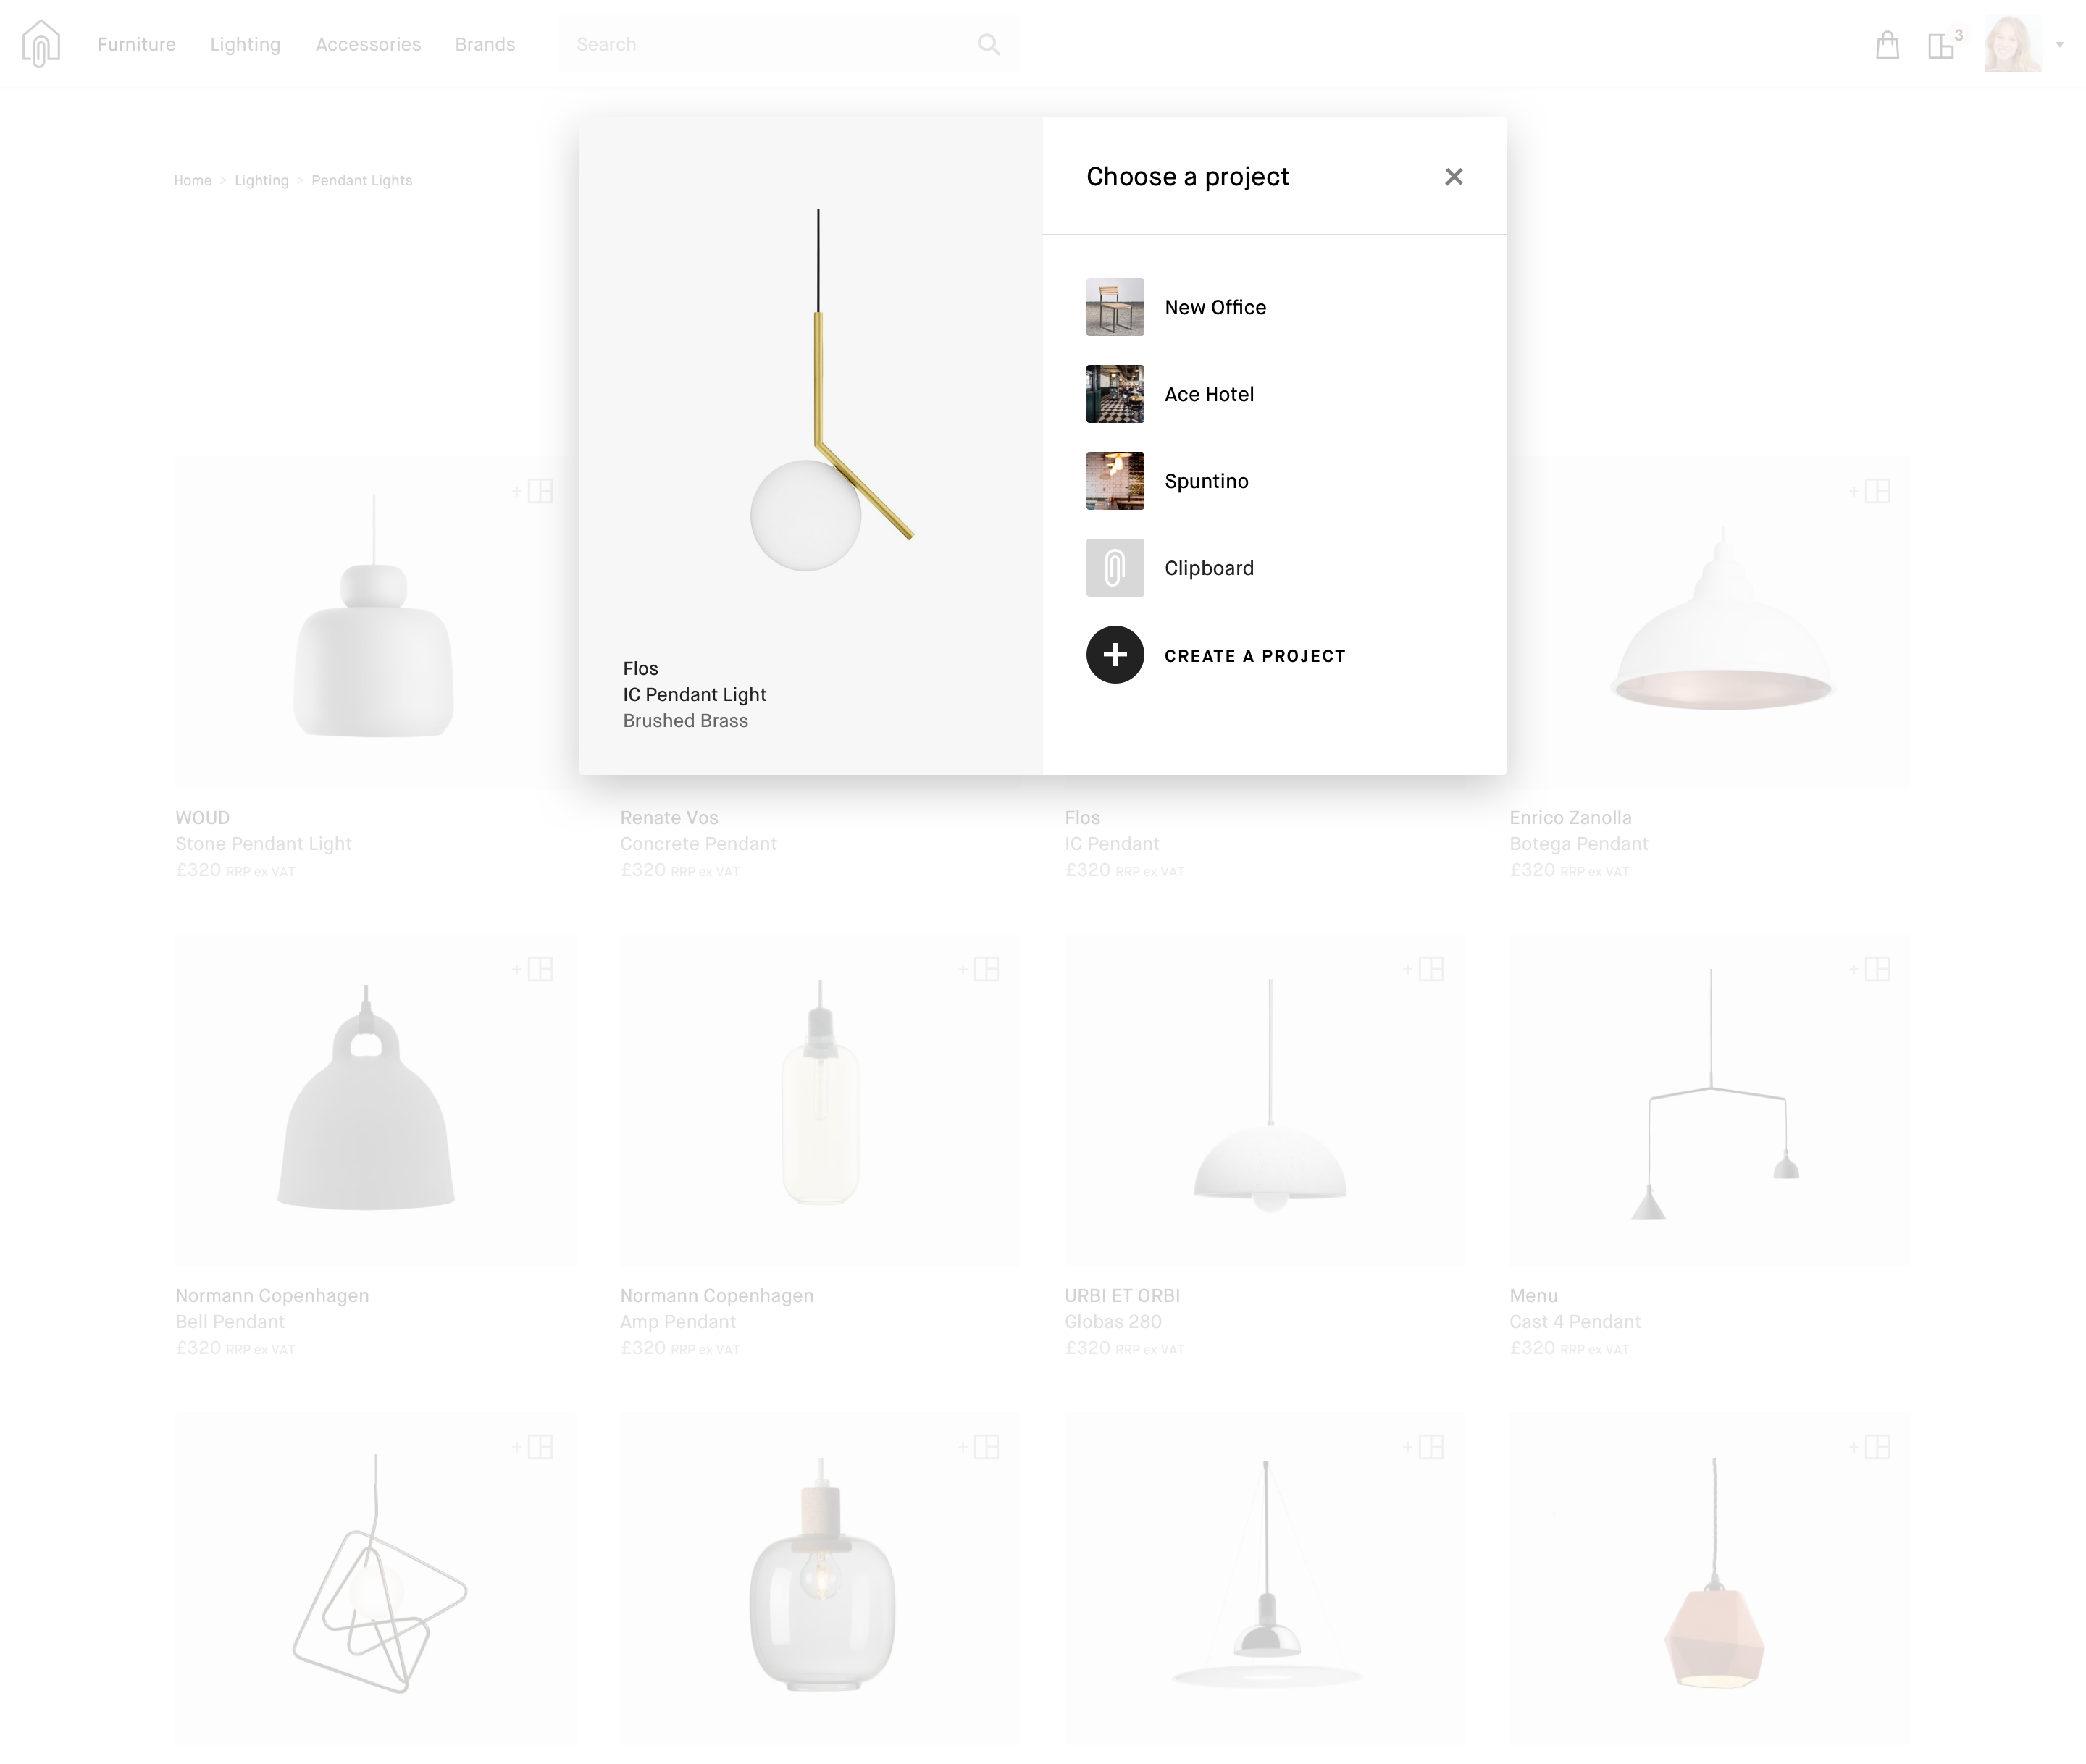 Furniture Lighting Accessories Brands Search 3
Home > Lighting > Pendant Lights
Choose a project
New Office
Ace Hotel
Spuntino
Clipboard
CREATE A PROJECT
Flos
IC Pendant Light
Brushed Brass
WOUD
Stone Pendant Light
£320 RRP ex VAT
Renate Vos
Concrete Pendant
£320 RRP ex VAT
Flos
IC Pendant
£320 RRP ex VAT
Enrico Zanolla
Botega Pendant
£320 RRP ex VAT
Normann Copenhagen
Bell Pendant
£320 RRP ex VAT
Normann Copenhagen
Amp Pendant
£320 RRP ex VAT
URBI ET ORBI
Globas 280
£320 RRP ex VAT
Menu
Cast 4 Pendant
£320 RRP ex VAT